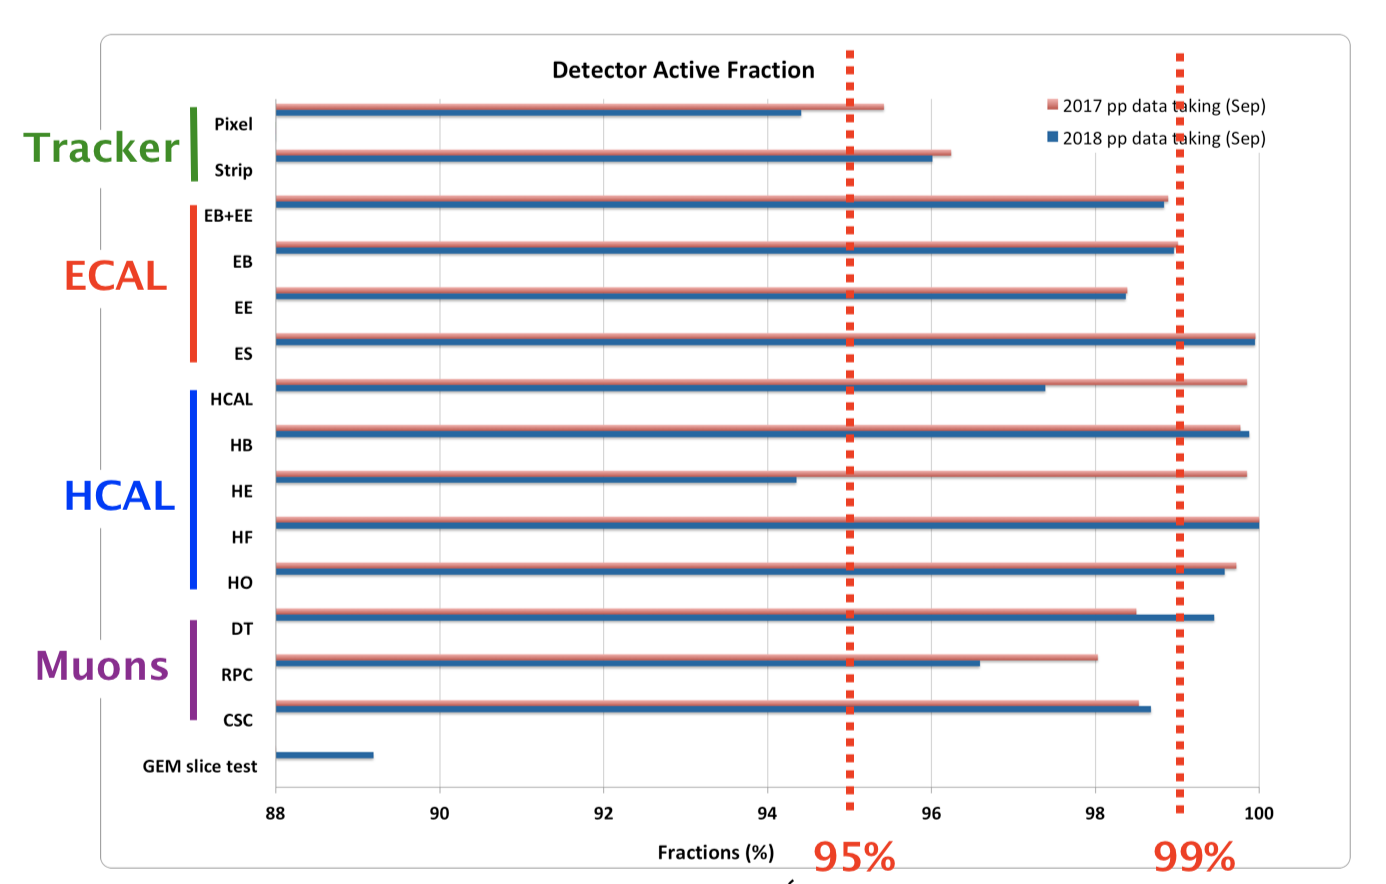 Detector Active Fraction
2017 pp data taking (Sep)
2018 pp data taking (Sep)
Tracker
Pixel
Strip
ECAL
EB+EE
EB
EE
ES
HCAL
HCAL
HB
HE
HF
HO
Muons
DT
RPC
CSC
GEM slice test
88 90 92 94 96 98 100
Fractions (%) 95% 99%